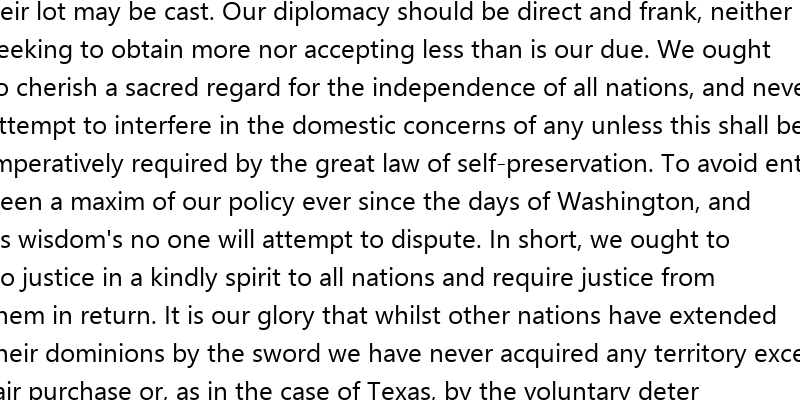 eir lot may be cast. Our diplomacy should be direct and frank, neither
eeking to obtain more nor accepting less than is our due. We ought
o cherish a sacred regard for the independence of all nations, and neve
ttempt to interfere in the domestic concerns of any unless this shall be
mperatively required by the great law of self-preservation. To avoid ent
een a maxim of our policy ever since the days of Washington, and
s wisdom's no one will attempt to dispute. In short, we ought to
o justice in a kindly spirit to all nations and require justice from
hem in return. It is our glory that whilst other nations have extended
heir dominions by the sword we have never acquired any territory exce
air purchase or, as in the case of Texas, by the voluntary deter